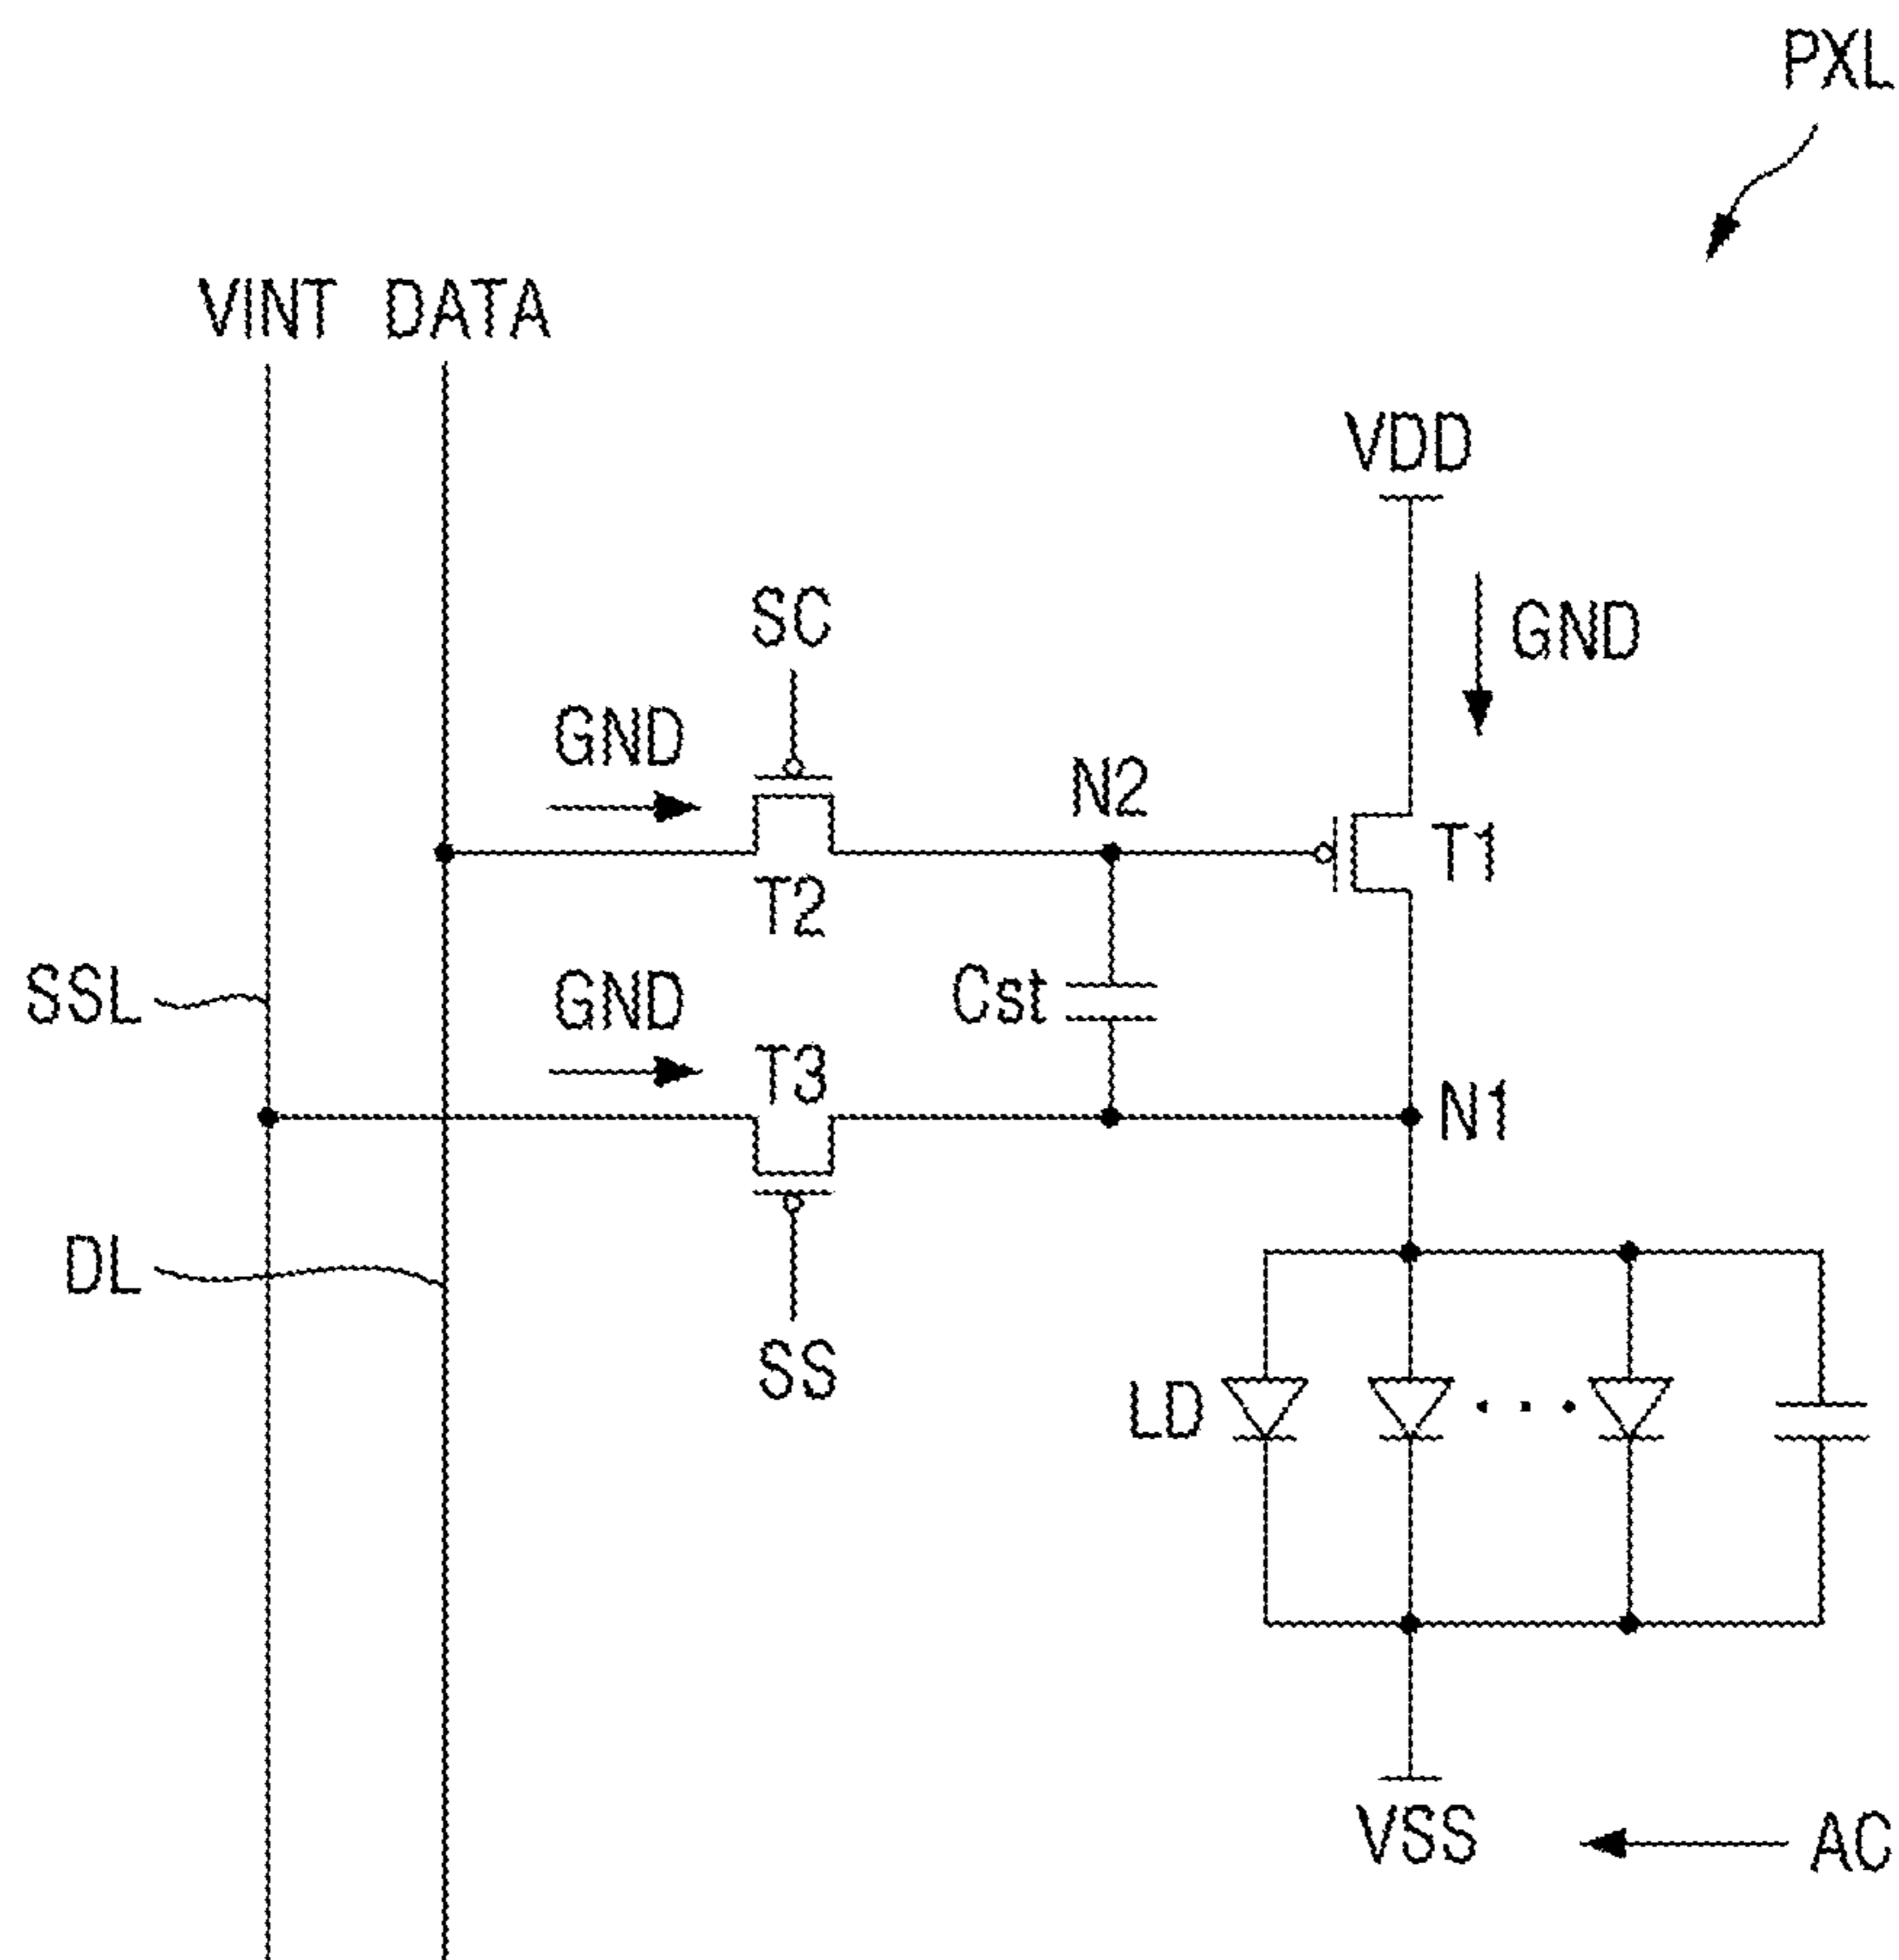 PXL
VINT DATA
VDD
SC
GND
GND
N2
T1
T2
SSL
GND
Cst
T3
N1
DL
SS
LD
VSS
AC